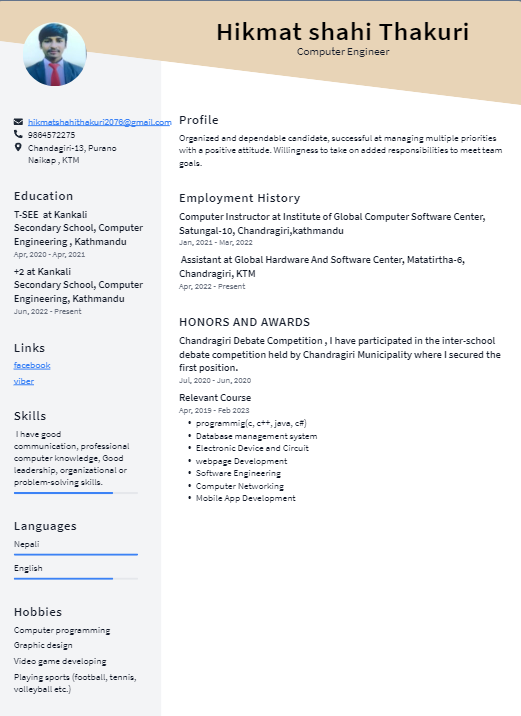 Hikmat shahi Thakuri
Computer Engineer
hikmatshahithakuri2076@gmail.com
9864572275
Chandagiri-13, Purano
Naikap , KTM
Education
T-SEE at Kankali
Secondary School, Computer
Engineering , Kathmandu
Apr, 2020 - Apr, 2021
+2 at Kankali
Secondary School, Computer
Engineering, Kathmandu
Jun, 2022 - Present
Links
facebook
viber
Skills
I have good
communication, professional
computer knowledge, Good
leadership, organizational or
problem-solving skills.
Languages
Nepali
English
Hobbies
Computer programming
Graphic design
Video game developing
Playing sports (football, tennis,
volleyball etc.)
Profile
Organized and dependable candidate, successful at managing multiple priorities
with a positive attitude. Willingness to take on added responsibilities to meet team
goals.
Employment History
Computer Instructor at Institute of Global Computer Software Center,
Satungal-10, Chandragiri,kathmandu
Jan, 2021 - Mar, 2022
Assistant at Global Hardware And Software Center, Matatirtha-6,
Chandragiri, KTM
Apr, 2022 - Present
HONORS AND AWARDS
Chandragiri Debate Competition , I have participated in the inter-school
debate competition held by Chandragiri Municipality where I secured the
first position.
Jul, 2020 - Jun, 2020
Relevant Course
Apr, 2019 - Feb 2023
• programmig(c, c++, java, c#)
• Database management system
• Electronic Device and Circuit
• webpage Development
• Software Engineering
• Computer Networking
• Mobile App Development